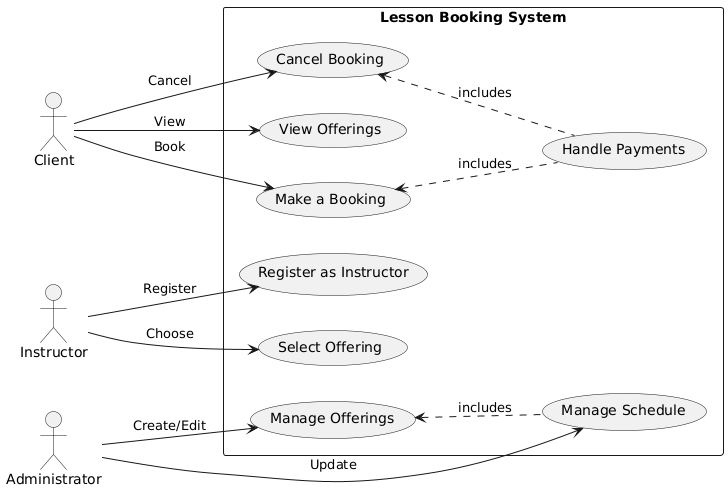 Lesson Booking System
Cancel Booking
Cancel
includes
View
View Offerings
Client
Book
Handle Payments
includes
Make a Booking
Register as Instructor
Register
Instructor
Choose
Select Offering
includes
Manage Schedule
Create/Edit
Manage Offerings
Administrator
Update